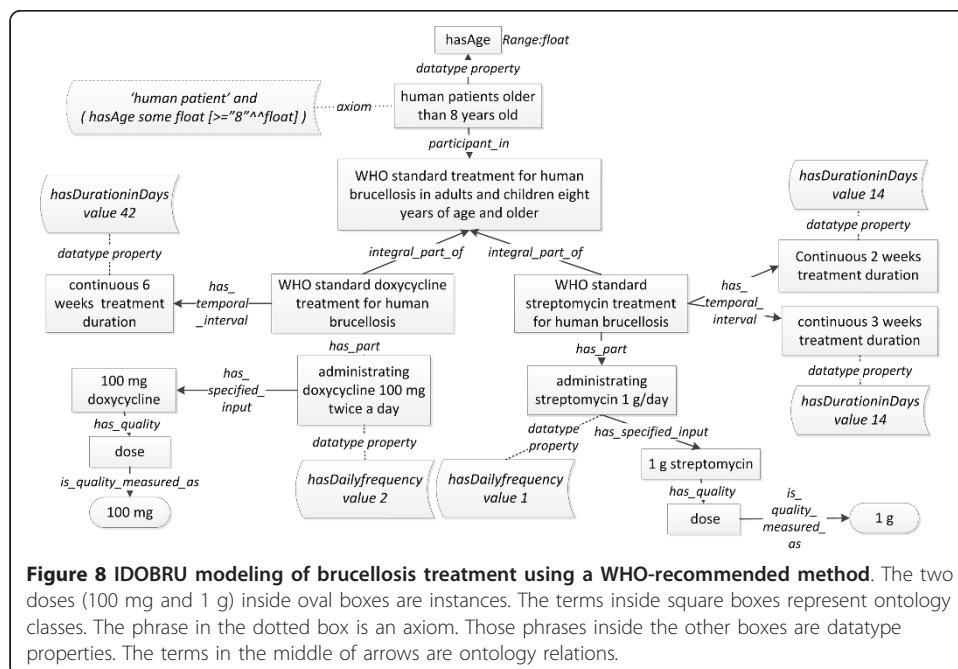 hasAge Range:float
datatype property
'human patient' and
( hasAge some float [>="8"^^float] )
axiom
human patients older
than 8 years old
participant_in
WHO standard treatment for human
brucellosis in adults and children eight
years of age and older
hasDurationinDays
value 42
datatype property
continuous 6
weeks treatment
duration
has_
temporal
_interval
integral_part_of
integral_part_of
WHO standard doxycycline
treatment for human
brucellosis
WHO standard
streptomycin treatment
for human brucellosis
hasDurationinDays
value 14
datatype property
Continuous 2 weeks
treatment duration
has_
temporal_
interval
continuous 3 weeks
treatment duration
datatype property
hasDurationinDays
value 14
has_part
administrating
doxycycline 100 mg
twice a day
has_
specified_
input
100 mg
doxycycline
has_quality
dose
is_quality_measured_as
100 mg
datatype property
hasDailyfrequency
value 2
has_part
administrating
streptomycin 1 g/day
datatype
property
hasDailyfrequency
value 1
has_specified_input
1 g streptomycin
has_quality
dose
is_
quality_
measured_
as
1 g
Figure 8 IDOBRU modeling of brucellosis treatment using a WHO-recommended method. The two
doses (100 mg and 1 g) inside oval boxes are instances. The terms inside square boxes represent ontology
classes. The phrase in the dotted box is an axiom. Those phrases inside the other boxes are datatype
properties. The terms in the middle of arrows are ontology relations.